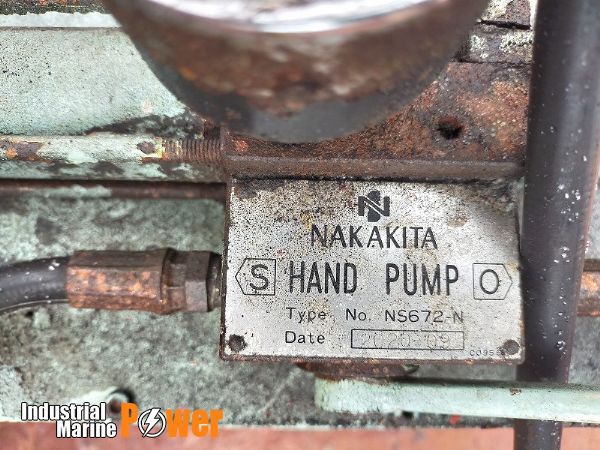 NAKAKITA
S HAND PUMP O
Type No. NS672-N
Date 2020-09
Industrial
Marine Power